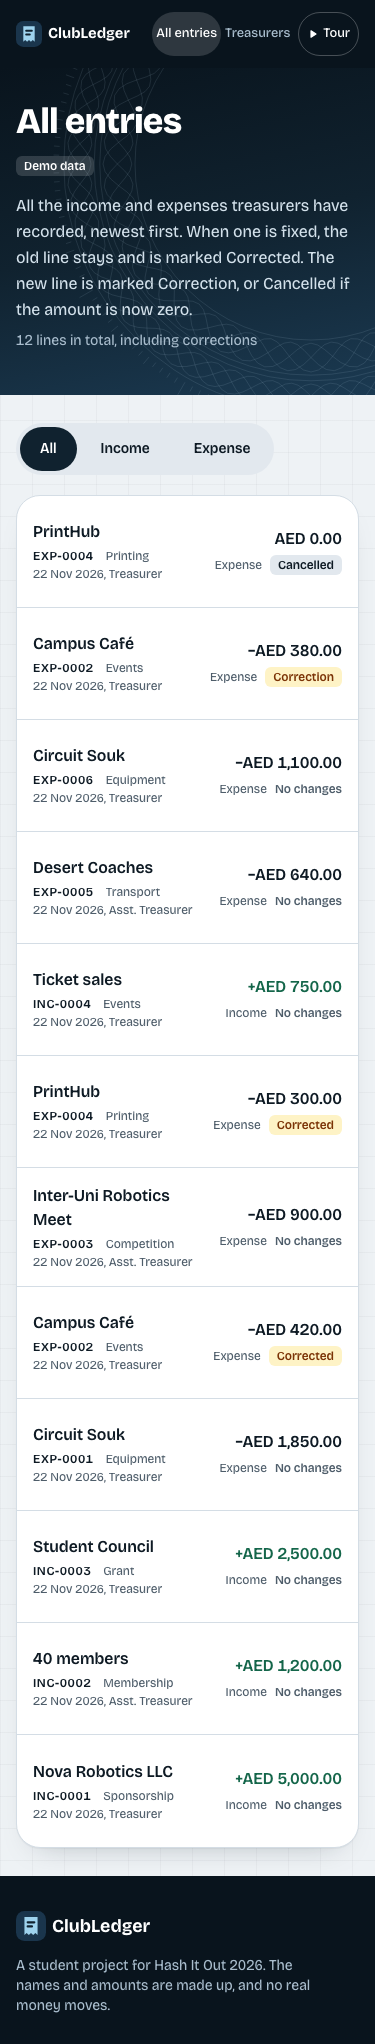 ClubLedger All entries Treasurers Tour
All entries
Demo data
All the income and expenses treasurers have
recorded, newest first. When one is fixed, the
old line stays and is marked Corrected. The
new line is marked Correction, or Cancelled if
the amount is now zero.
12 lines in total, including corrections
All Income Expense
PrintHub
EXP-0004 Printing
22 Nov 2026, Treasurer
AED 0.00
Expense Cancelled
Campus Café
EXP-0002 Events
22 Nov 2026, Treasurer
−AED 380.00
Expense Correction
Circuit Souk
EXP-0006 Equipment
22 Nov 2026, Treasurer
−AED 1,100.00
Expense No changes
Desert Coaches
EXP-0005 Transport
22 Nov 2026, Asst. Treasurer
−AED 640.00
Expense No changes
Ticket sales
INC-0004 Events
22 Nov 2026, Treasurer
+AED 750.00
Income No changes
PrintHub
EXP-0004 Printing
22 Nov 2026, Treasurer
−AED 300.00
Expense Corrected
Inter-Uni Robotics
Meet
EXP-0003 Competition
22 Nov 2026, Asst. Treasurer
−AED 900.00
Expense No changes
Campus Café
EXP-0002 Events
22 Nov 2026, Treasurer
−AED 420.00
Expense Corrected
Circuit Souk
EXP-0001 Equipment
22 Nov 2026, Treasurer
−AED 1,850.00
Expense No changes
Student Council
INC-0003 Grant
22 Nov 2026, Treasurer
+AED 2,500.00
Income No changes
40 members
INC-0002 Membership
22 Nov 2026, Asst. Treasurer
+AED 1,200.00
Income No changes
Nova Robotics LLC
INC-0001 Sponsorship
22 Nov 2026, Treasurer
+AED 5,000.00
Income No changes
ClubLedger
A student project for Hash It Out 2026. The
names and amounts are made up, and no real
money moves.